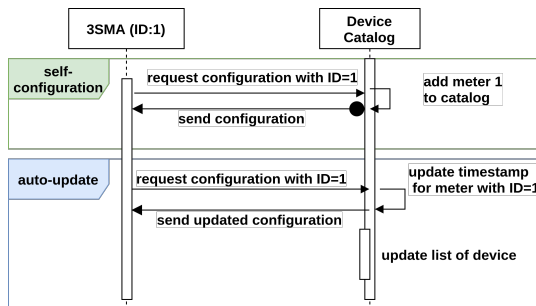 3SMA (ID:1)
Device
Catalog
self-
configuration
request configuration with ID=1
add meter 1
to catalog
send configuration
auto-update
request configuration with ID=1
update timestamp
for meter with ID=1
send updated configuration
update list of device